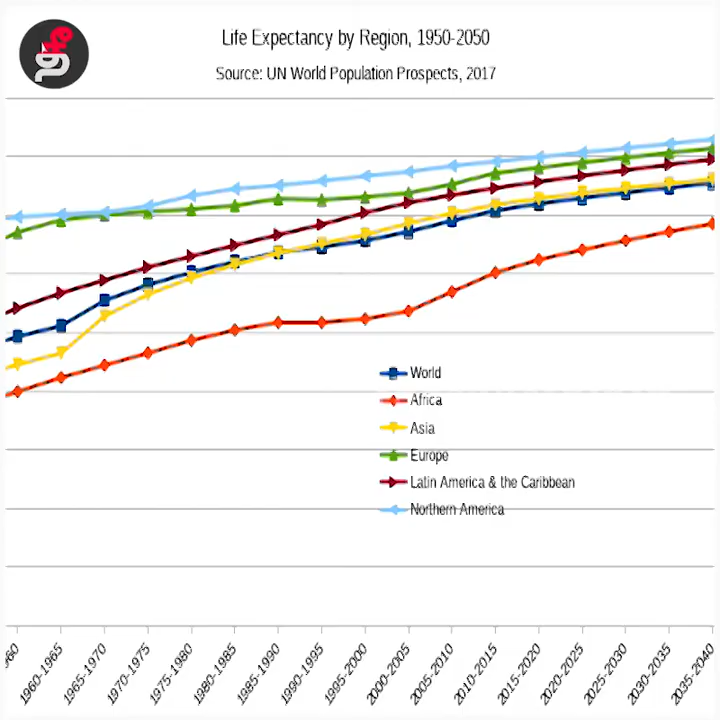 gfe
Life Expectancy by Region, 1950-2050
Source: UN World Population Prospects, 2017
World
Africa
Asia
Europe
Latin America & the Caribbean
Northern America
960
1960-1965
1965-1970
1970-1975
1975-1980
1980-1985
1985-1990
1990-1995
1995-2000
2000-2005
2005-2010
2010-2015
2015-2020
2020-2025
2025-2030
2030-2035
2035-2040